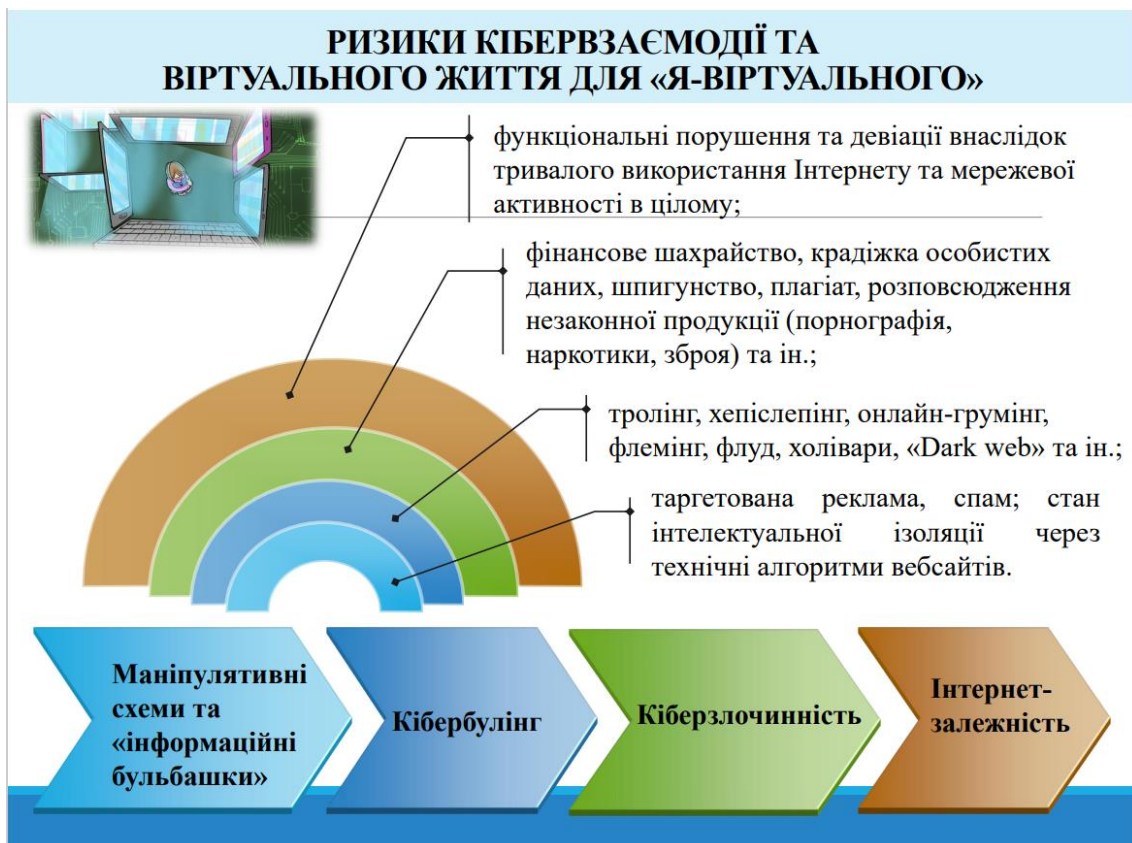 РИЗИКИ КІБЕРВЗАЄМОДІЇ ТА
ВІРТУАЛЬНОГО ЖИТТЯ ДЛЯ «Я-ВІРТУАЛЬНОГО»
функціональні порушення та девіації внаслідок
тривалого використання Інтернету та мережевої
активності в цілому;
фінансове шахрайство, крадіжка особистих
даних, шпигунство, плагіат, розповсюдження
незаконної продукції (порнографія,
наркотики, зброя) та ін.;
тролінг, хепіслепінг, онлайн-грумінг,
флемінг, флуд, холівари, «Dark web» та ін.;
таргетована реклама, спам; стан
інтелектуальної ізоляції через
технічні алгоритми вебсайтів.
Маніпулятивні
схеми та
«інформаційні
бульбашки»
Кібербулінг
Кіберзлочинність
Інтернет-
залежність